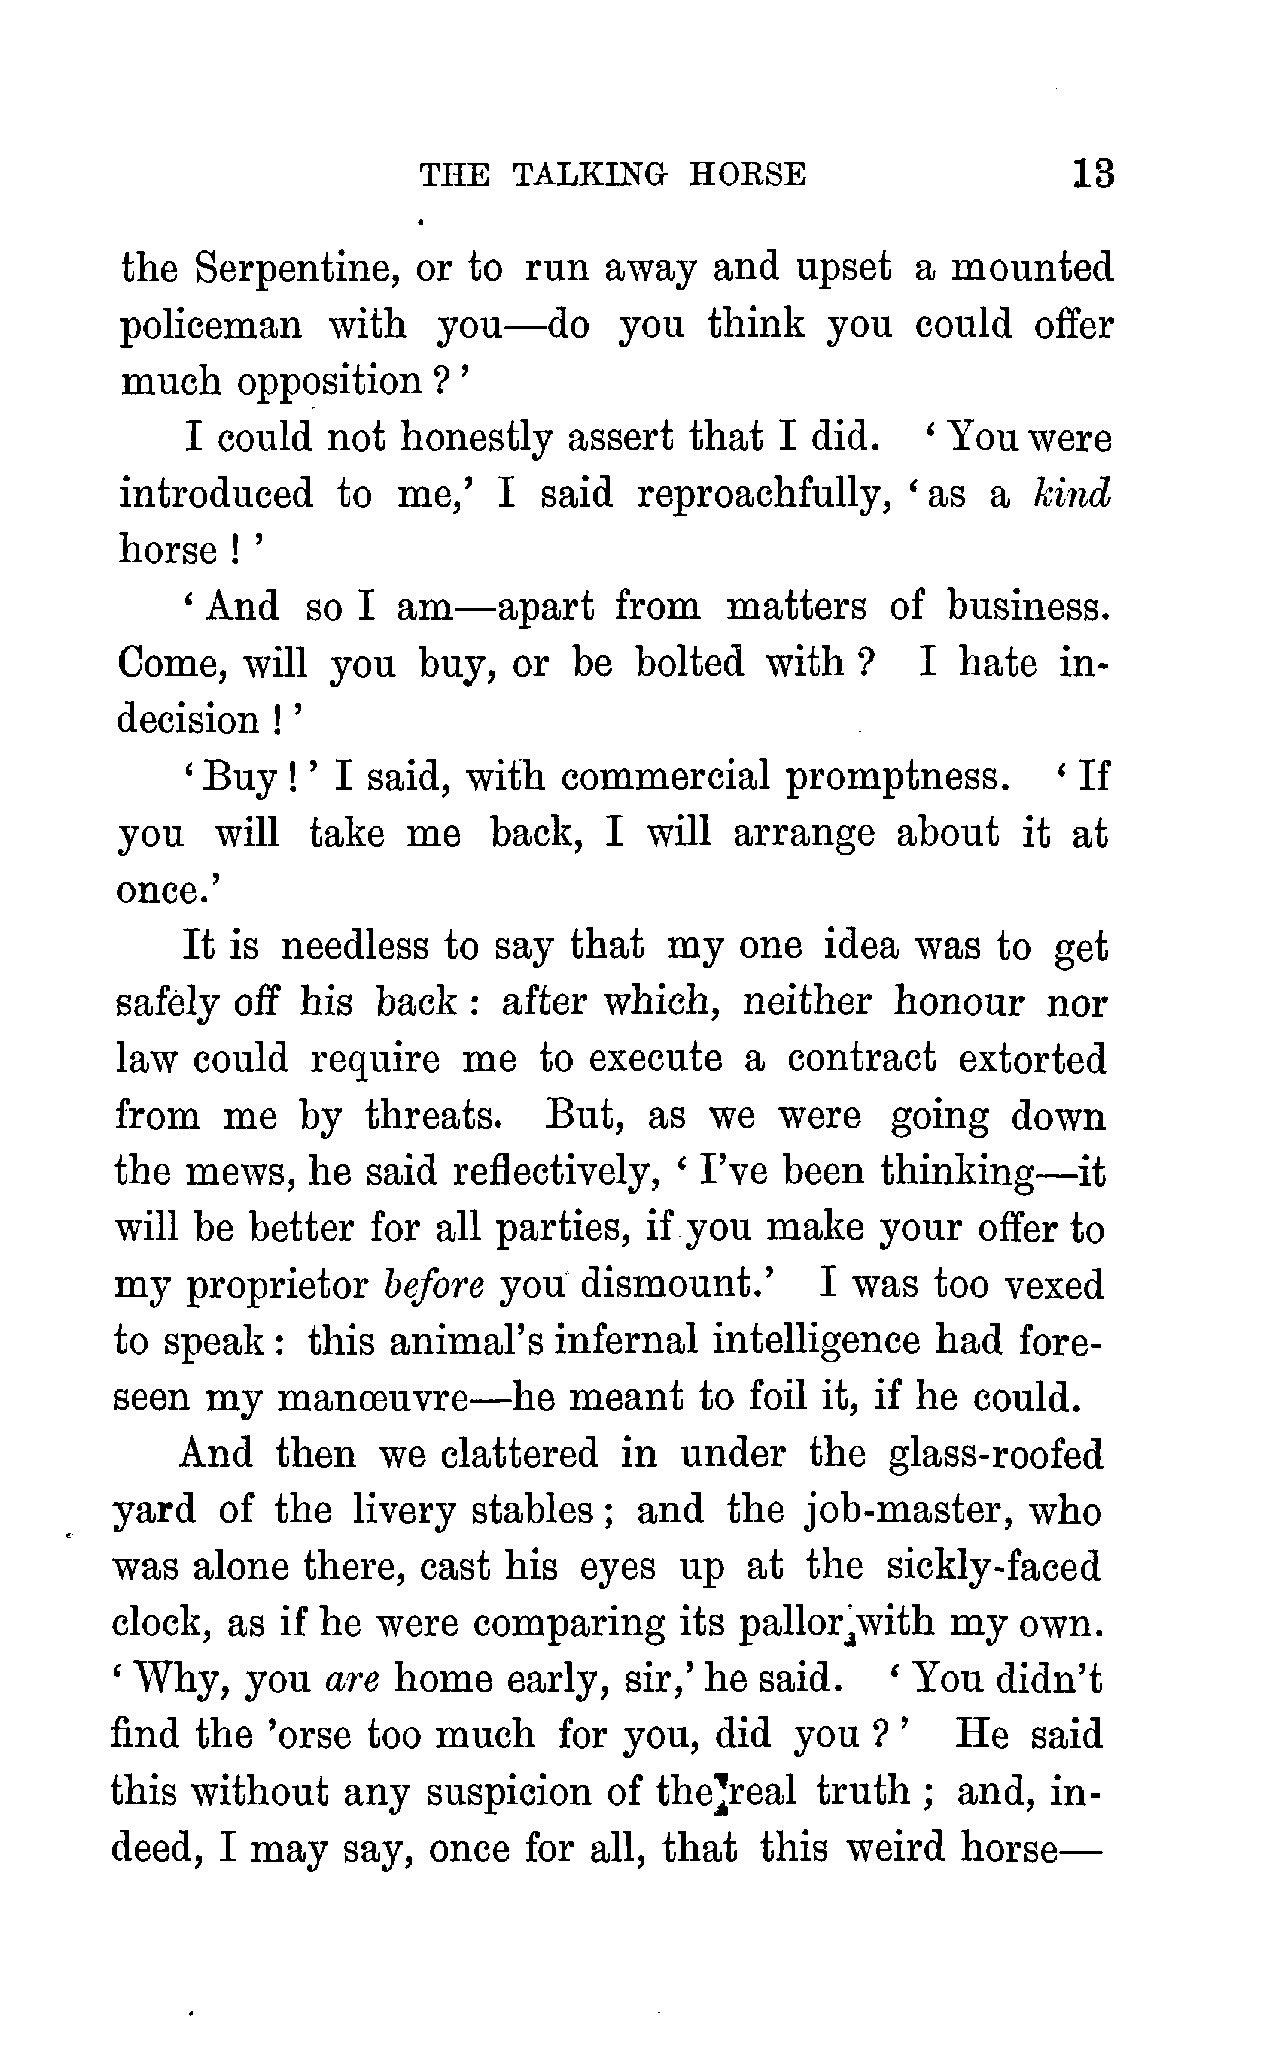 THE TALKING HORSE 13
the Serpentine, or to run away and upset a mounted
policeman with you—do you think you could offer
much opposition ? ’
I could not honestly assert that I did. ‘ You were
introduced to me,’ I said reproachfully, ‘ as a kind
horse ! ’
‘ And so I am—apart from matters of business.
Come, will you buy, or be bolted with ? I hate in-
decision ! ’
‘ Buy ! ’ I said, with commercial promptness. ‘ If
you will take me back, I will arrange about it at
once.’
It is needless to say that my one idea was to get
safely off his back : after which, neither honour nor
law could require me to execute a contract extorted
from me by threats. But, as we were going down
the mews, he said reflectively, ‘ I’ve been thinking—it
will be better for all parties, if you make your offer to
my proprietor before you dismount.’ I was too vexed
to speak : this animal’s infernal intelligence had fore-
seen my manœuvre—he meant to foil it, if he could.
And then we clattered in under the glass-roofed
yard of the livery stables ; and the job-master, who
was alone there, cast his eyes up at the sickly-faced
clock, as if he were comparing its pallor with my own.
‘ Why, you are home early, sir,’ he said. ‘ You didn’t
find the ’orse too much for you, did you ? ’ He said
this without any suspicion of the real truth ; and, in-
deed, I may say, once for all, that this weird horse—